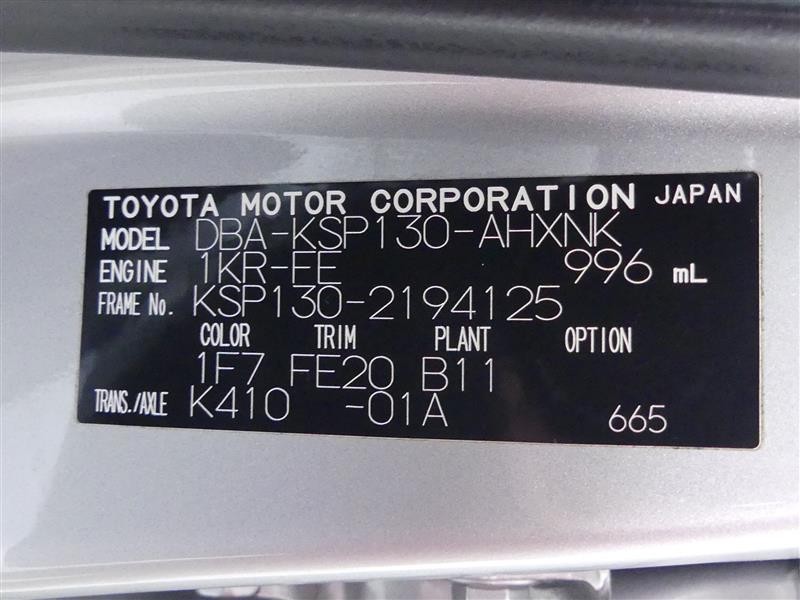 TOYOTA MOTOR CORPORATION JAPAN
MODEL DBA-KSP130-AHXNK
ENGINE 1KR-FE 996 mL
FRAME No. KSP130-2194125
COLOR TRIM PLANT OPTION
1F7 FE20 B11
TRANS./AXLE K410 -01A 665